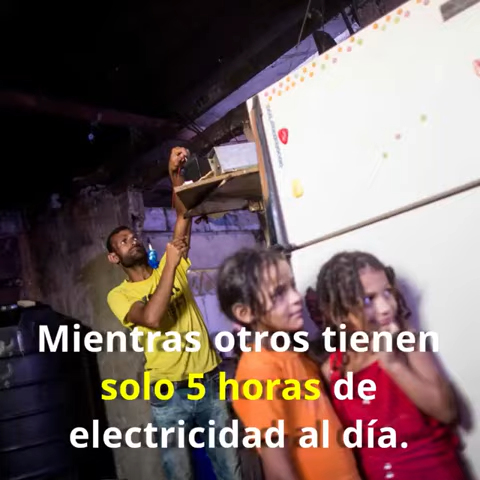 Mientras otros tienen
solo 5 horas de
electricidad al día.